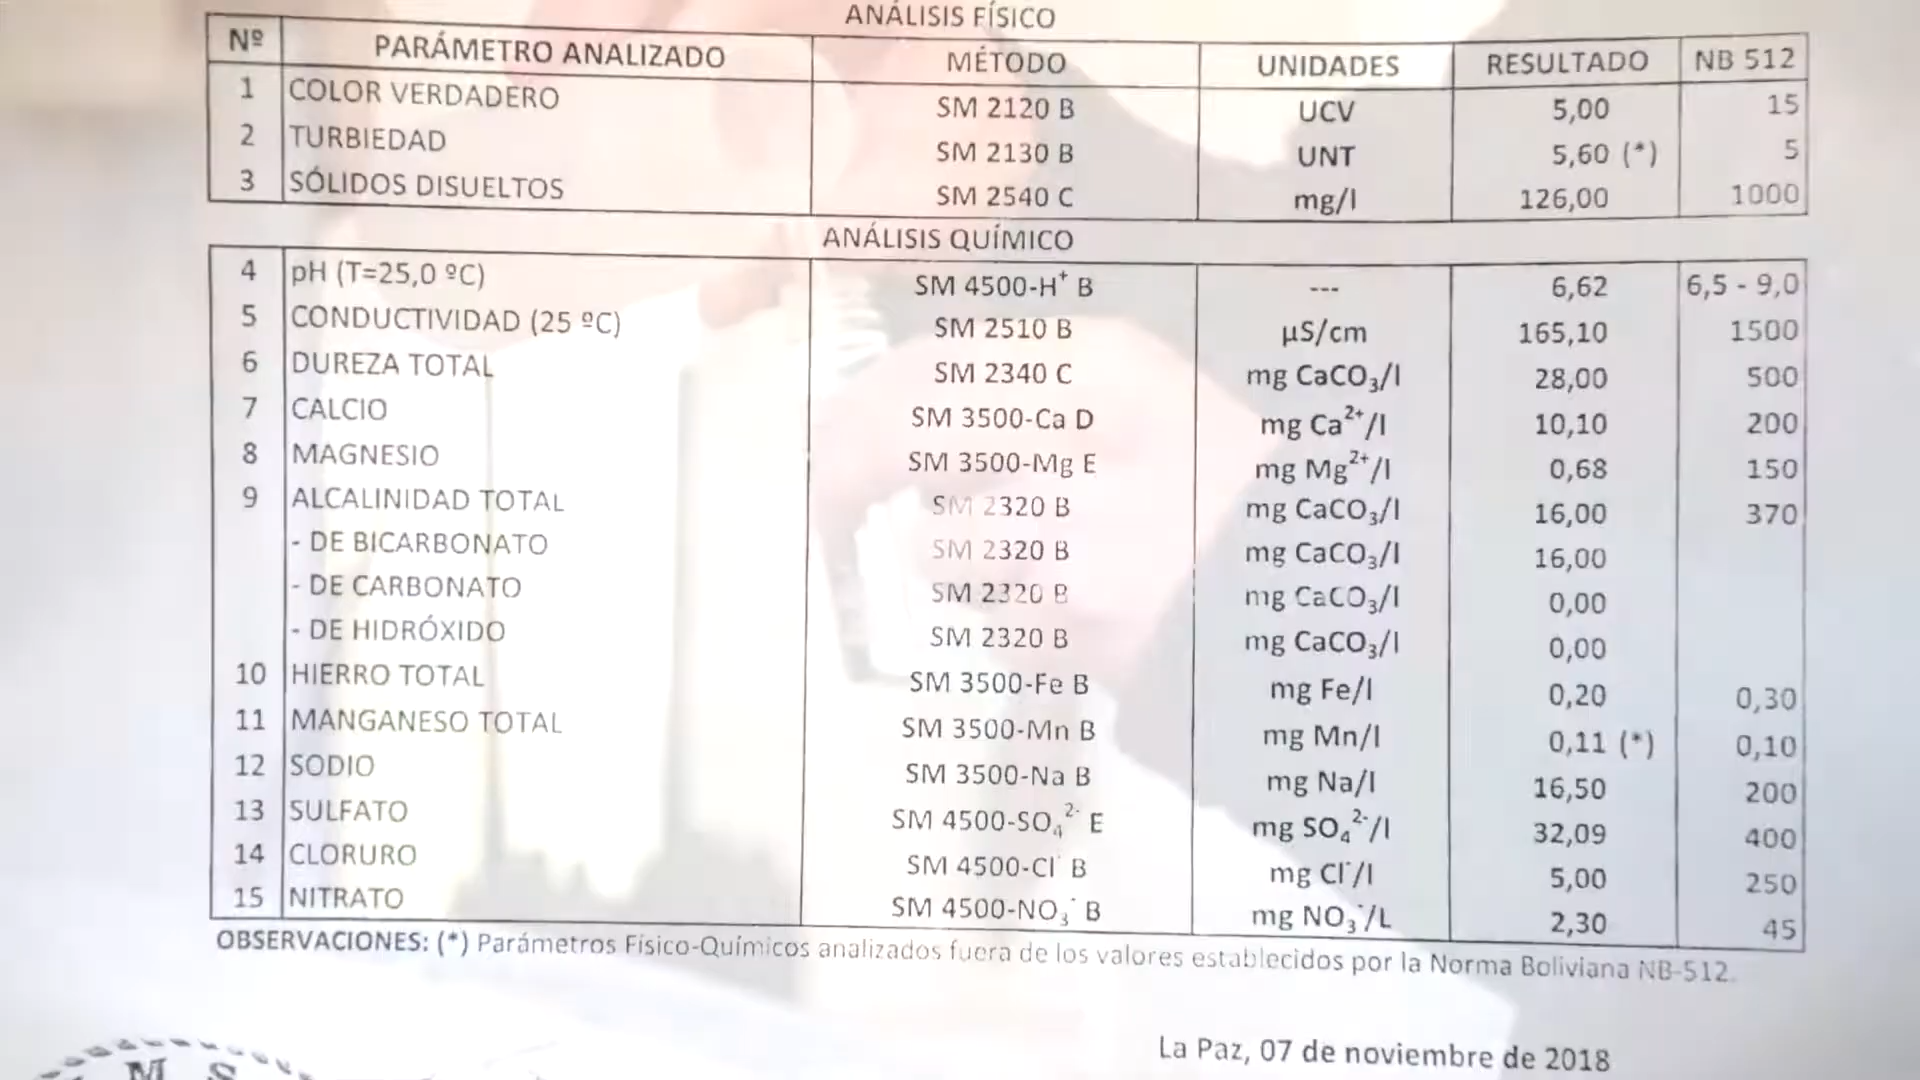 ANÁLISIS FÍSICO
Nº PARÁMETRO ANALIZADO MÉTODO UNIDADES RESULTADO NB 512
1 COLOR VERDADERO SM 2120 B UCV 5,00 15
2 TURBIEDAD SM 2130 B UNT 5,60 (*) 5
3 SÓLIDOS DISUELTOS SM 2540 C mg/l 126,00 1000
ANÁLISIS QUÍMICO
4 pH (T=25,0 ºC) SM 4500-H⁺ B --- 6,62 6,5 - 9,0
5 CONDUCTIVIDAD (25 ºC) SM 2510 B µS/cm 165,10 1500
6 DUREZA TOTAL SM 2340 C mg CaCO₃/l 28,00 500
7 CALCIO SM 3500-Ca D mg Ca²⁺/l 10,10 200
8 MAGNESIO SM 3500-Mg E mg Mg²⁺/l 0,68 150
9 ALCALINIDAD TOTAL SM 2320 B mg CaCO₃/l 16,00 370
- DE BICARBONATO SM 2320 B mg CaCO₃/l 16,00
- DE CARBONATO SM 2320 B mg CaCO₃/l 0,00
- DE HIDRÓXIDO SM 2320 B mg CaCO₃/l 0,00
10 HIERRO TOTAL SM 3500-Fe B mg Fe/l 0,20 0,30
11 MANGANESO TOTAL SM 3500-Mn B mg Mn/l 0,11 (*) 0,10
12 SODIO SM 3500-Na B mg Na/l 16,50 200
13 SULFATO SM 4500-SO₄²⁻ E mg SO₄²⁻/l 32,09 400
14 CLORURO SM 4500-Cl⁻ B mg Cl⁻/l 5,00 250
15 NITRATO SM 4500-NO₃⁻ B mg NO₃⁻/L 2,30 45
OBSERVACIONES: (*) Parámetros Físico-Químicos analizados fuera de los valores establecidos por la Norma Boliviana NB-512.
La Paz, 07 de noviembre de 2018